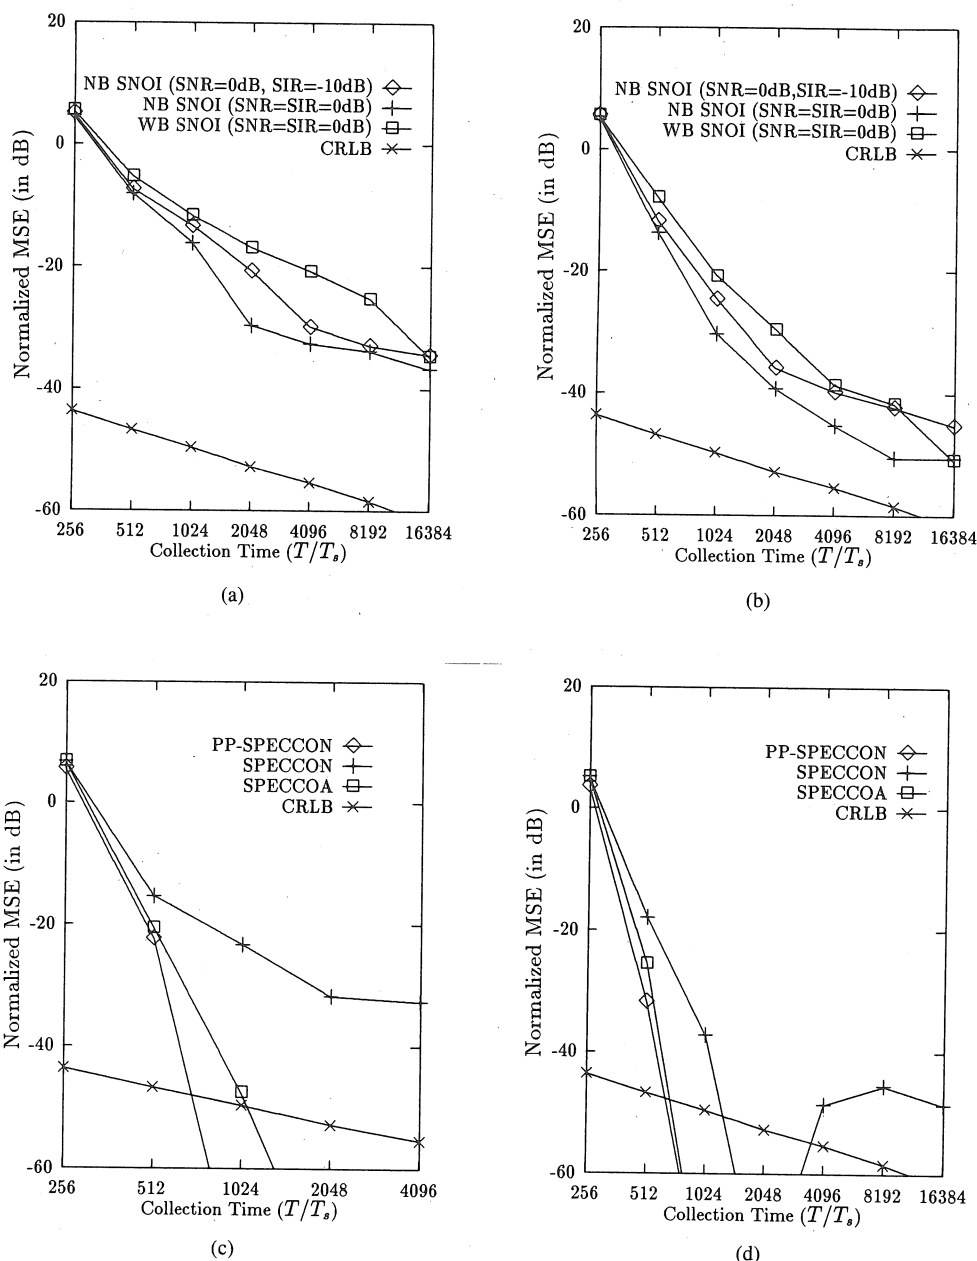 20
NB SNOI (SNR=0dB, SIR=-10dB)
NB SNOI (SNR=SIR=0dB)
WB SNOI (SNR=SIR=0dB)
CRLB
0
-20
-40
-60
Normalized MSE (in dB)
256 512 1024 2048 4096 8192 16384
Collection Time (T/Ts)
(a)
20
NB SNOI (SNR=0dB,SIR=-10dB)
NB SNOI (SNR=SIR=0dB)
WB SNOI (SNR=SIR=0dB)
CRLB
0
-20
-40
-60
Normalized MSE (in dB)
256 512 1024 2048 4096 8192 16384
Collection Time (T/Ts)
(b)
20
PP-SPECCON
SPECCON
SPECCOA
CRLB
0
-20
-40
-60
Normalized MSE (in dB)
256 512 1024 2048 4096
Collection Time (T/Ts)
(c)
20
PP-SPECCON
SPECCON
SPECCOA
CRLB
0
-20
-40
-60
Normalized MSE (in dB)
256 512 1024 2048 4096 8192 16384
Collection Time (T/Ts)
(d)